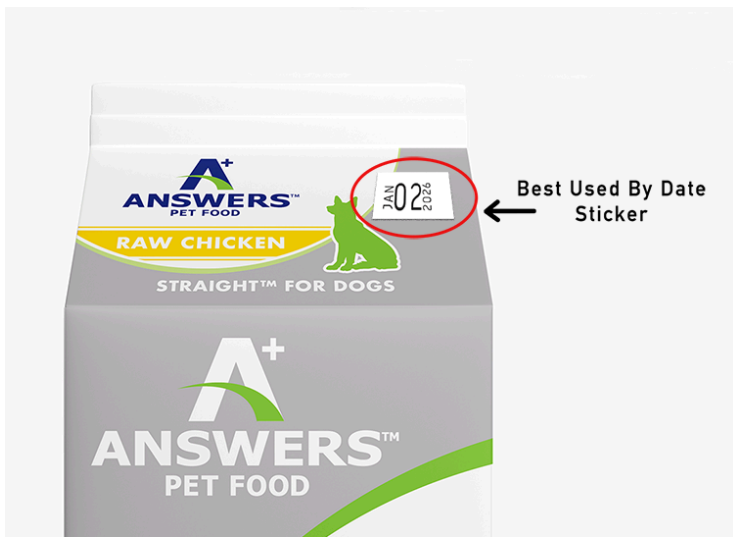 A+
ANSWERS™
PET FOOD
RAW CHICKEN
STRAIGHT™ FOR DOGS
JAN 02 2026
Best Used By Date
Sticker
A+
ANSWERS™
PET FOOD